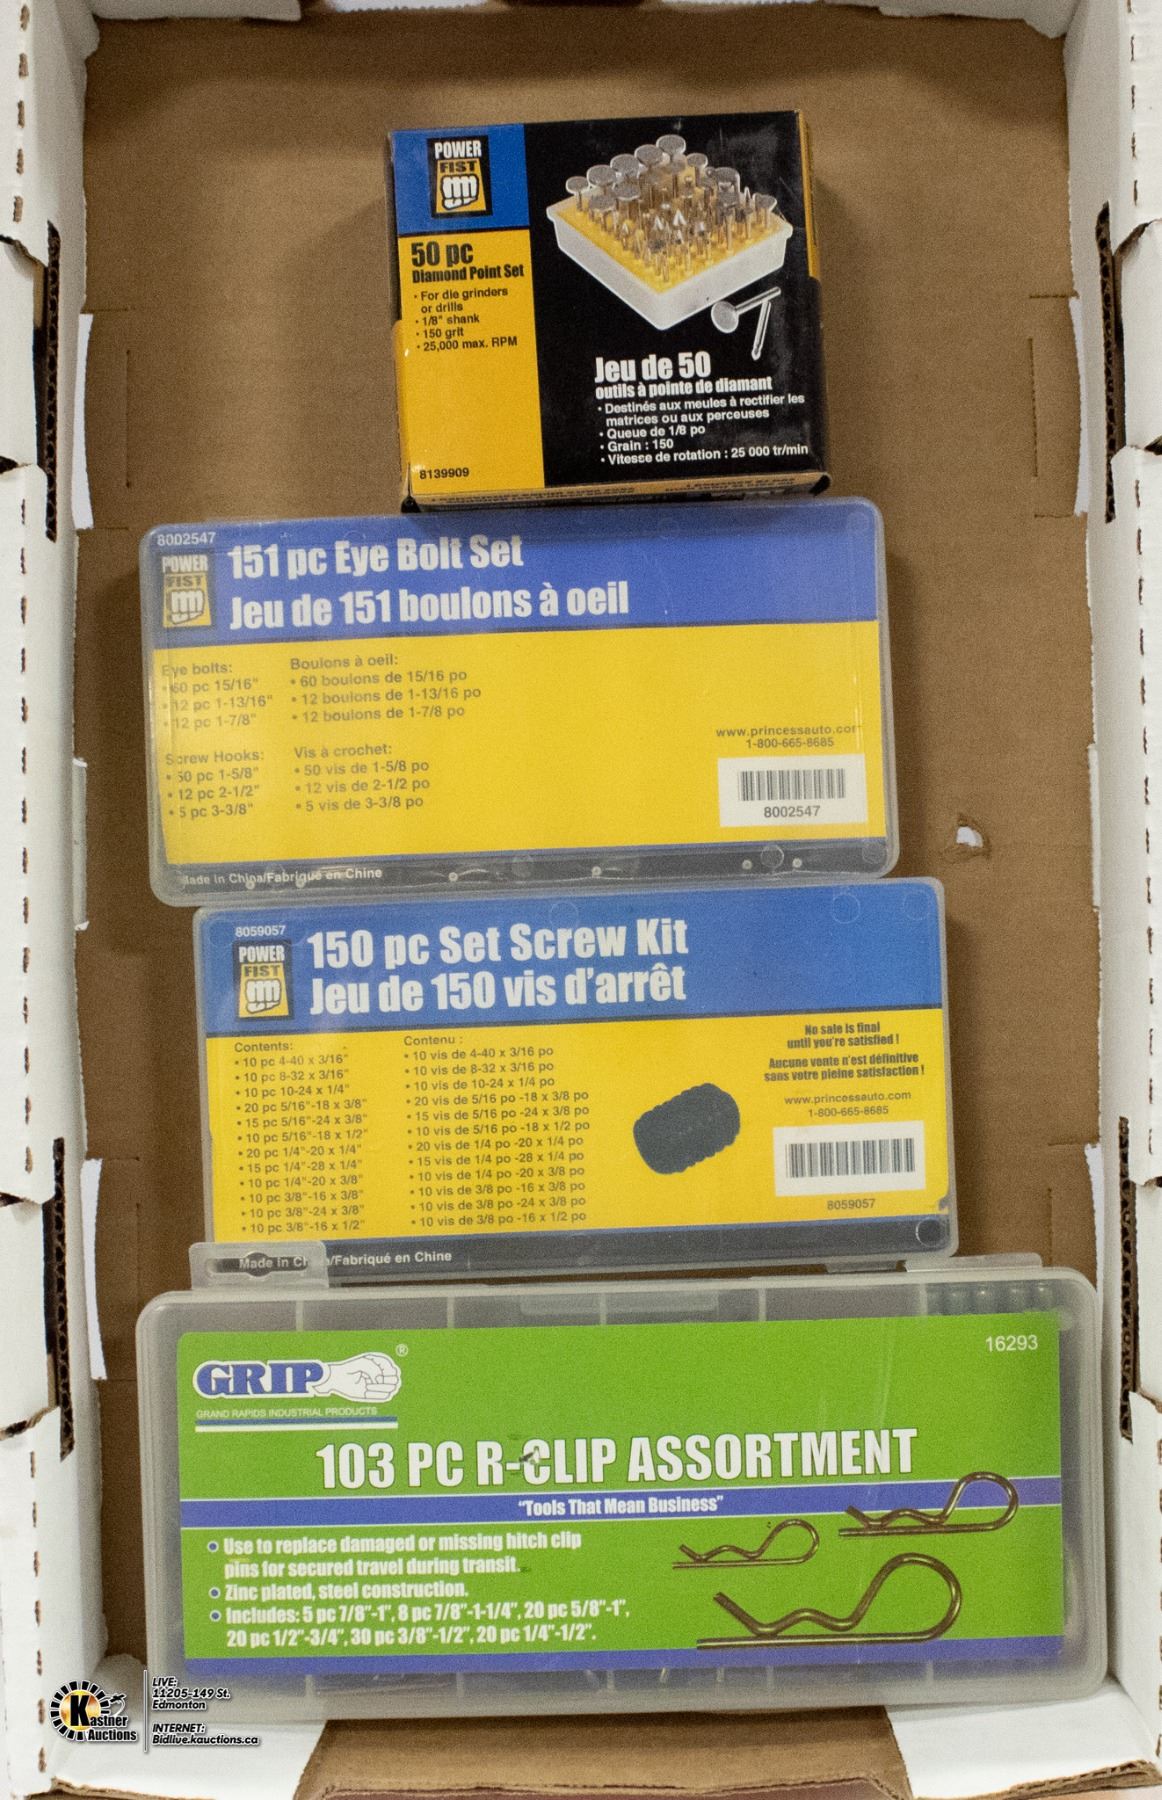 POWER
FIST
50 pc
Diamond Point Set
• For die grinders
or drills
• 1/8" shank
• 150 grit
• 25,000 max. RPM
8139909
Jeu de 50
outils à pointe de diamant
• Destinés aux meules à rectifier les
matrices ou aux perceuses
• Queue de 1/8 po
• Grain : 150
• Vitesse de rotation : 25 000 tr/min
8002547
POWER
FIST
151 pc Eye Bolt Set
Jeu de 151 boulons à oeil
Eye bolts:
• 60 pc 15/16"
• 12 pc 1-13/16"
• 12 pc 1-7/8"
Screw Hooks:
• 50 pc 1-5/8"
• 12 pc 2-1/2"
• 5 pc 3-3/8"
Boulons à oeil:
• 60 boulons de 15/16 po
• 12 boulons de 1-13/16 po
• 12 boulons de 1-7/8 po
Vis à crochet:
• 50 vis de 1-5/8 po
• 12 vis de 2-1/2 po
• 5 vis de 3-3/8 po
www.princessauto.com
1-800-665-8685
8002547
Made in China/Fabriqué en Chine
8059057
POWER
FIST
150 pc Set Screw Kit
Jeu de 150 vis d'arrêt
Contents:
• 10 pc 4-40 x 3/16"
• 10 pc 8-32 x 3/16"
• 10 pc 10-24 x 1/4"
• 20 pc 5/16"-18 x 3/8"
• 15 pc 5/16"-24 x 3/8"
• 10 pc 5/16"-18 x 1/2"
• 20 pc 1/4"-20 x 1/4"
• 15 pc 1/4"-28 x 1/4"
• 10 pc 1/4"-20 x 3/8"
• 10 pc 3/8"-16 x 3/8"
• 10 pc 3/8"-24 x 3/8"
• 10 pc 3/8"-16 x 1/2"
Contenu :
• 10 vis de 4-40 x 3/16 po
• 10 vis de 8-32 x 3/16 po
• 10 vis de 10-24 x 1/4 po
• 20 vis de 5/16 po -18 x 3/8 po
• 15 vis de 5/16 po -24 x 3/8 po
• 10 vis de 5/16 po -18 x 1/2 po
• 20 vis de 1/4 po -20 x 1/4 po
• 15 vis de 1/4 po -28 x 1/4 po
• 10 vis de 1/4 po -20 x 3/8 po
• 10 vis de 3/8 po -16 x 3/8 po
• 10 vis de 3/8 po -24 x 3/8 po
• 10 vis de 3/8 po -16 x 1/2 po
No sale is final
until you're satisfied !
Aucune vente n'est définitive
sans votre pleine satisfaction !
www.princessauto.com
1-800-665-8685
8059057
Made in China/Fabriqué en Chine
GRIP ®
GRAND RAPIDS INDUSTRIAL PRODUCTS
16293
103 PC R-CLIP ASSORTMENT
"Tools That Mean Business"
• Use to replace damaged or missing hitch clip
pins for secured travel during transit.
• Zinc plated, steel construction.
• Includes: 5 pc 7/8"-1", 8 pc 7/8"-1-1/4", 20 pc 5/8"-1",
20 pc 1/2"-3/4", 30 pc 3/8"-1/2", 20 pc 1/4"-1/2".
Kastner
Auctions
LIVE:
11205-149 St.
Edmonton
INTERNET:
Bidlive.kauctions.ca